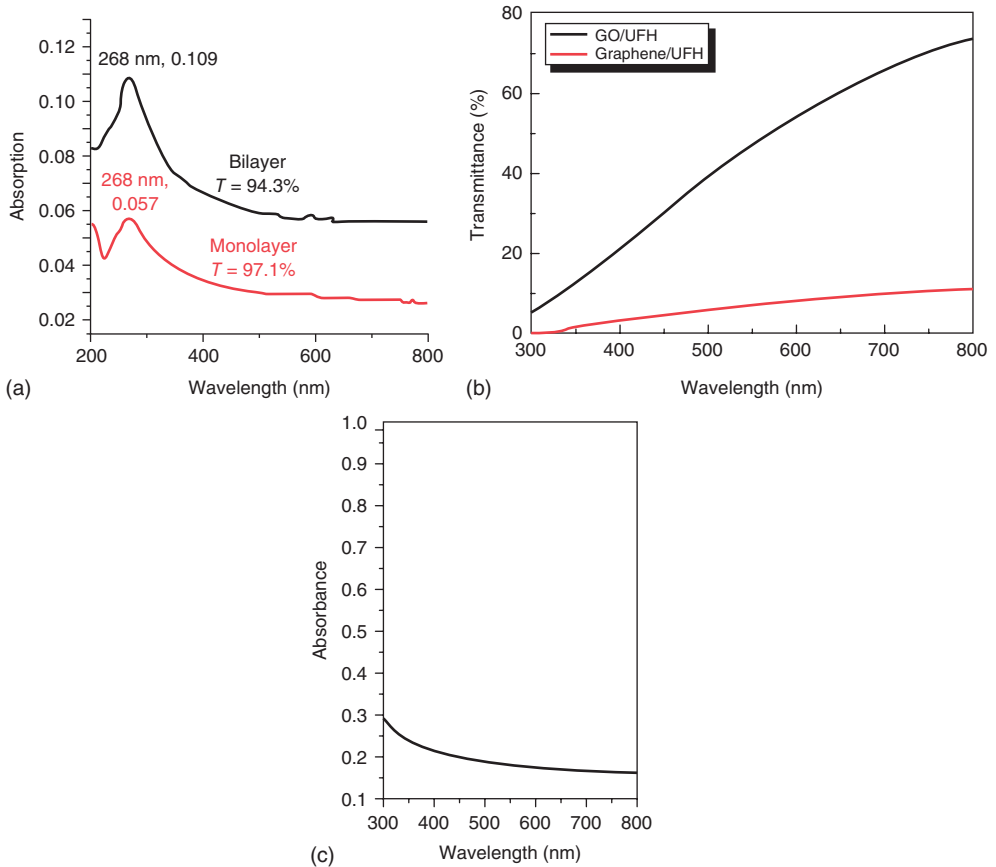 0.12
0.10
0.08
0.06
0.04
0.02
Absorption
268 nm, 0.109
Bilayer
T = 94.3%
268 nm,
0.057
Monolayer
T = 97.1%
200
400
600
800
Wavelength (nm)
(a)
80
60
40
20
0
Transmittance (%)
GO/UFH
Graphene/UFH
300
400
500
600
700
800
Wavelength (nm)
(b)
1.0
0.9
0.8
0.7
0.6
0.5
0.4
0.3
0.2
0.1
Absorbance
300
400
500
600
700
800
Wavelength (nm)
(c)